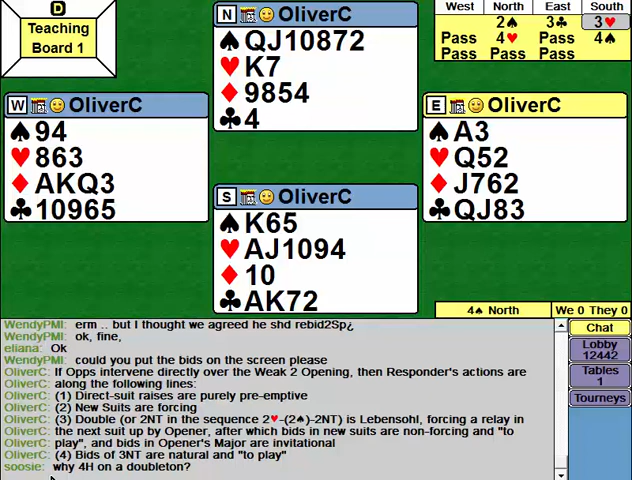 D
Teaching
Board 1
N OliverC
♠QJ10872
♥K7
♦9854
♣4
West North East South
2♠ 3♣ 3♥
Pass 4♥ Pass 4♠
Pass Pass Pass
W OliverC
♠94
♥863
♦AKQ3
♣10965
E OliverC
♠A3
♥Q52
♦J762
♣QJ83
S OliverC
♠K65
♥AJ1094
♦10
♣AK72
4♠ North We 0 They 0
WendyPMI: erm .. but I thought we agreed he shd rebid2Sp¿
WendyPMI: ok, fine,
eliana: Ok
WendyPMI: could you put the bids on the screen please
OliverC: If Opps intervene directly over the Weak 2 Opening, then Responder's actions are
along the following lines:
OliverC: (1) Direct-suit raises are purely pre-emptive
OliverC: (2) New Suits are forcing
OliverC: (3) Double (or 2NT in the sequence 2♥-(2♠)-2NT) is Lebensohl, forcing a relay in
the next suit up by Opener, after which bids in new suits are non-forcing and "to
play", and bids in Opener's Major are invitational
OliverC: (4) Bids of 3NT are natural and "to play"
soosie: why 4H on a doubleton?
Chat
Lobby
12442
Tables
1
Tourneys